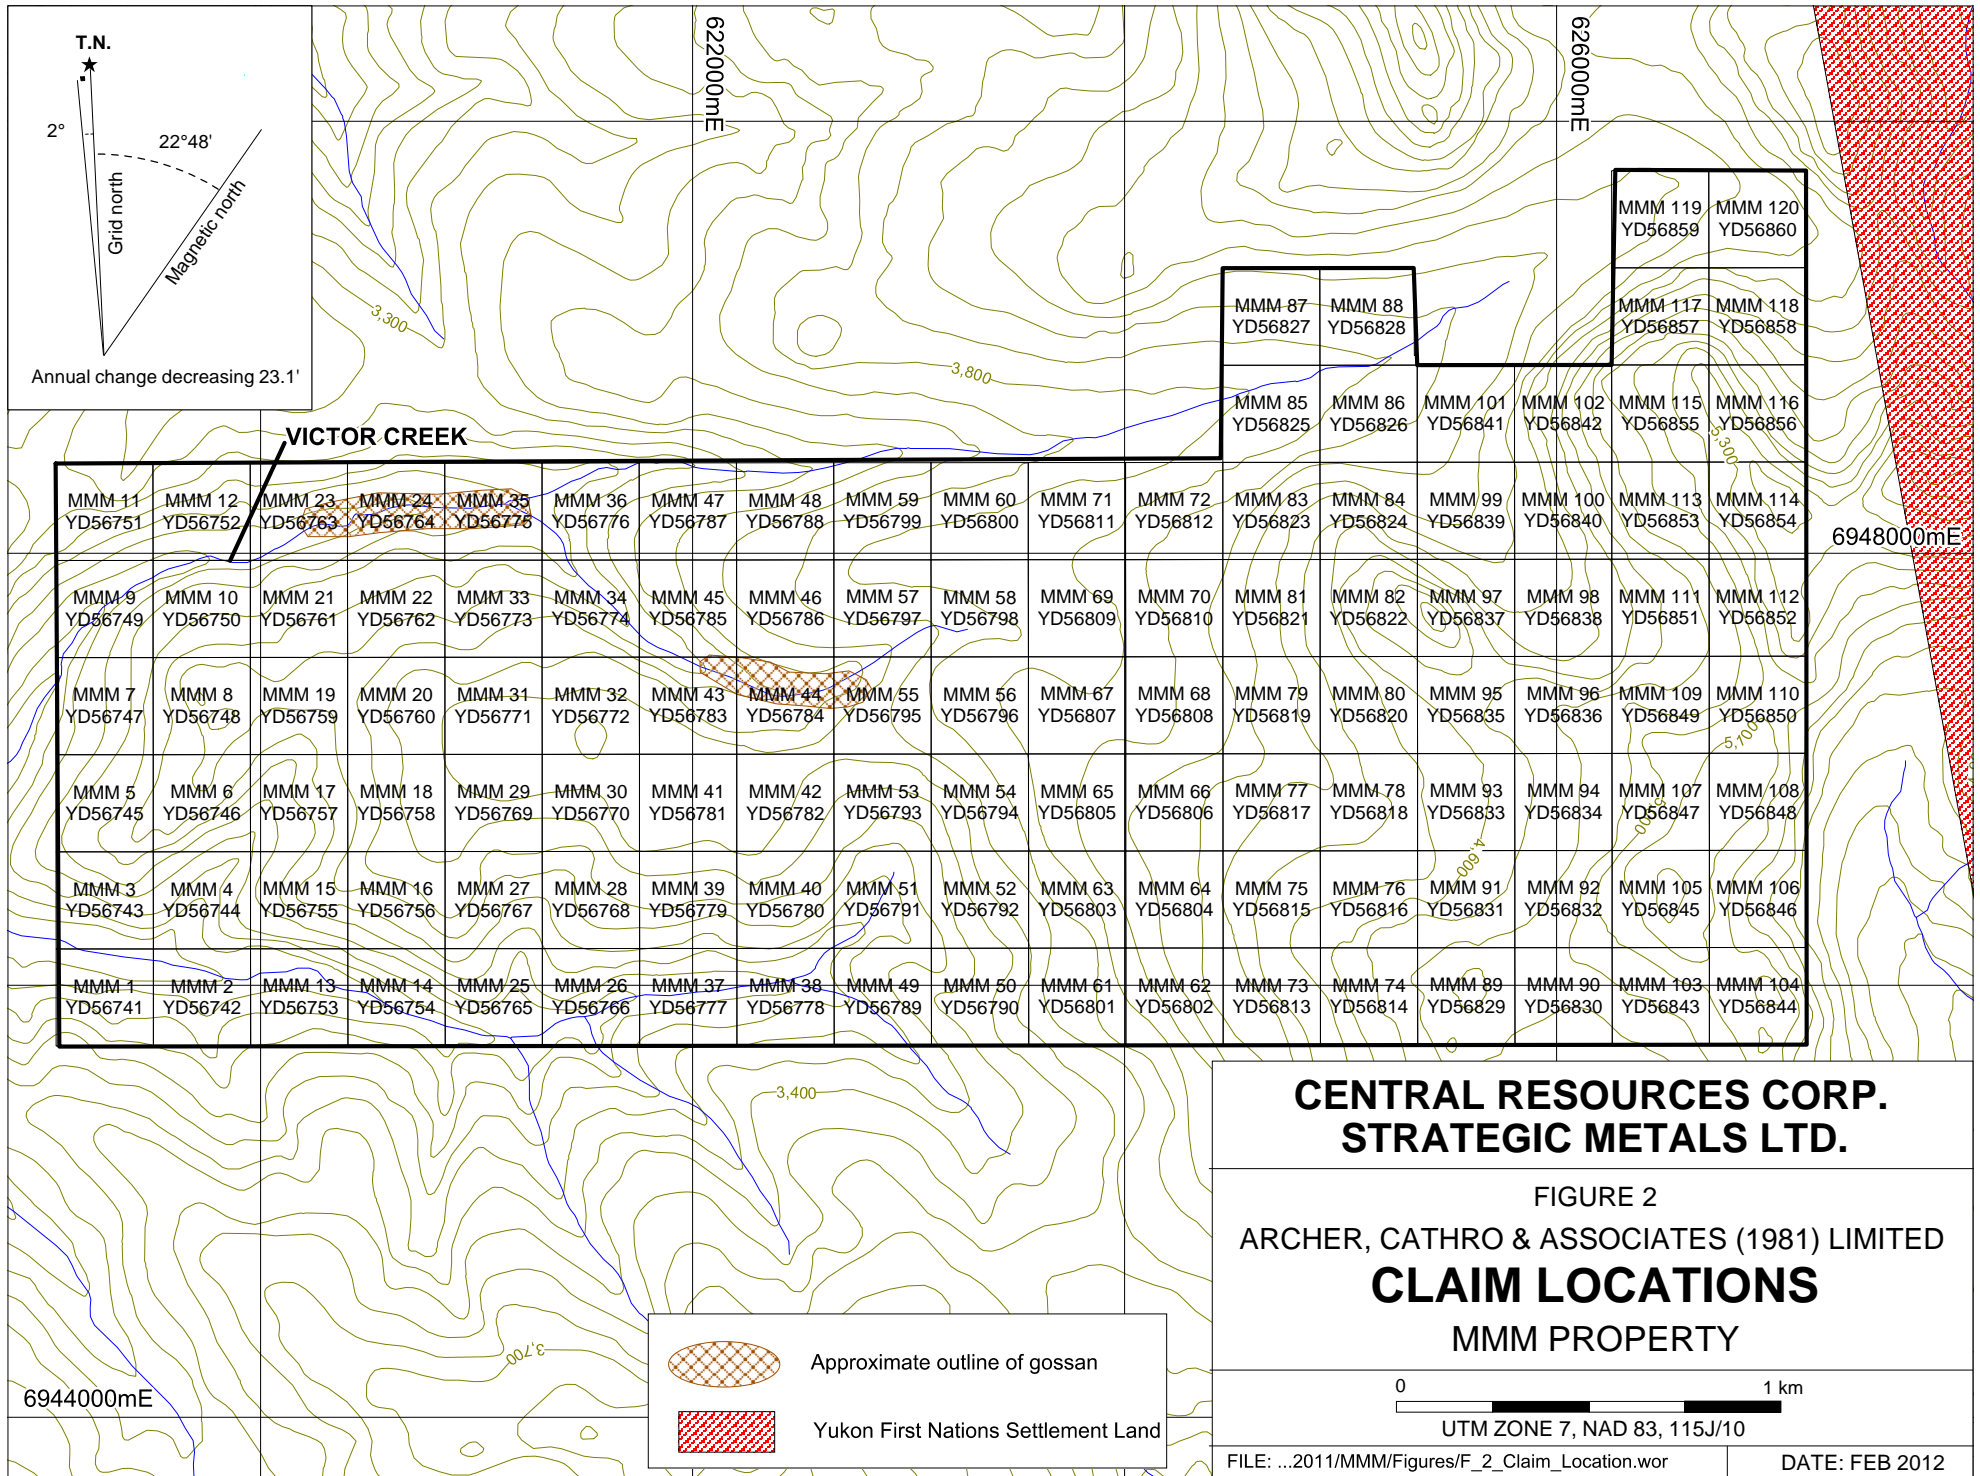 T.N.
2°
22°48'
Grid north
Magnetic north
Annual change decreasing 23.1'
622000mE
626000mE
3,300
3,800
VICTOR CREEK
MMM 119 MMM 120
YD56859 YD56860
MMM 87 MMM 88 MMM 117 MMM 118
YD56827 YD56828 YD56857 YD56858
MMM 85 MMM 86 MMM 101 MMM 102 MMM 115 MMM 116
YD56825 YD56826 YD56841 YD56842 YD56855 YD56856
5,300
MMM 11 MMM 12 MMM 23 MMM 24 MMM 35 MMM 36 MMM 47 MMM 48 MMM 59 MMM 60 MMM 71 MMM 72 MMM 83 MMM 84 MMM 99 MMM 100 MMM 113 MMM 114
YD56751 YD56752 YD56763 YD56764 YD56775 YD56776 YD56787 YD56788 YD56799 YD56800 YD56811 YD56812 YD56823 YD56824 YD56839 YD56840 YD56853 YD56854
6948000mE
MMM 9 MMM 10 MMM 21 MMM 22 MMM 33 MMM 34 MMM 45 MMM 46 MMM 57 MMM 58 MMM 69 MMM 70 MMM 81 MMM 82 MMM 97 MMM 98 MMM 111 MMM 112
YD56749 YD56750 YD56761 YD56762 YD56773 YD56774 YD56785 YD56786 YD56797 YD56798 YD56809 YD56810 YD56821 YD56822 YD56837 YD56838 YD56851 YD56852
MMM 7 MMM 8 MMM 19 MMM 20 MMM 31 MMM 32 MMM 43 MMM 44 MMM 55 MMM 56 MMM 67 MMM 68 MMM 79 MMM 80 MMM 95 MMM 96 MMM 109 MMM 110
YD56747 YD56748 YD56759 YD56760 YD56771 YD56772 YD56783 YD56784 YD56795 YD56796 YD56807 YD56808 YD56819 YD56820 YD56835 YD56836 YD56849 YD56850
5,700
MMM 5 MMM 6 MMM 17 MMM 18 MMM 29 MMM 30 MMM 41 MMM 42 MMM 53 MMM 54 MMM 65 MMM 66 MMM 77 MMM 78 MMM 93 MMM 94 MMM 107 MMM 108
YD56745 YD56746 YD56757 YD56758 YD56769 YD56770 YD56781 YD56782 YD56793 YD56794 YD56805 YD56806 YD56817 YD56818 YD56833 YD56834 YD56847 YD56848
4,600
MMM 3 MMM 4 MMM 15 MMM 16 MMM 27 MMM 28 MMM 39 MMM 40 MMM 51 MMM 52 MMM 63 MMM 64 MMM 75 MMM 76 MMM 91 MMM 92 MMM 105 MMM 106
YD56743 YD56744 YD56755 YD56756 YD56767 YD56768 YD56779 YD56780 YD56791 YD56792 YD56803 YD56804 YD56815 YD56816 YD56831 YD56832 YD56845 YD56846
MMM 1 MMM 2 MMM 13 MMM 14 MMM 25 MMM 26 MMM 37 MMM 38 MMM 49 MMM 50 MMM 61 MMM 62 MMM 73 MMM 74 MMM 89 MMM 90 MMM 103 MMM 104
YD56741 YD56742 YD56753 YD56754 YD56765 YD56766 YD56777 YD56778 YD56789 YD56790 YD56801 YD56802 YD56813 YD56814 YD56829 YD56830 YD56843 YD56844
3,400
3,700
6944000mE
Approximate outline of gossan
Yukon First Nations Settlement Land
CENTRAL RESOURCES CORP.
STRATEGIC METALS LTD.
FIGURE 2
ARCHER, CATHRO & ASSOCIATES (1981) LIMITED
CLAIM LOCATIONS
MMM PROPERTY
0 1 km
UTM ZONE 7, NAD 83, 115J/10
FILE: ...2011/MMM/Figures/F_2_Claim_Location.wor
DATE: FEB 2012